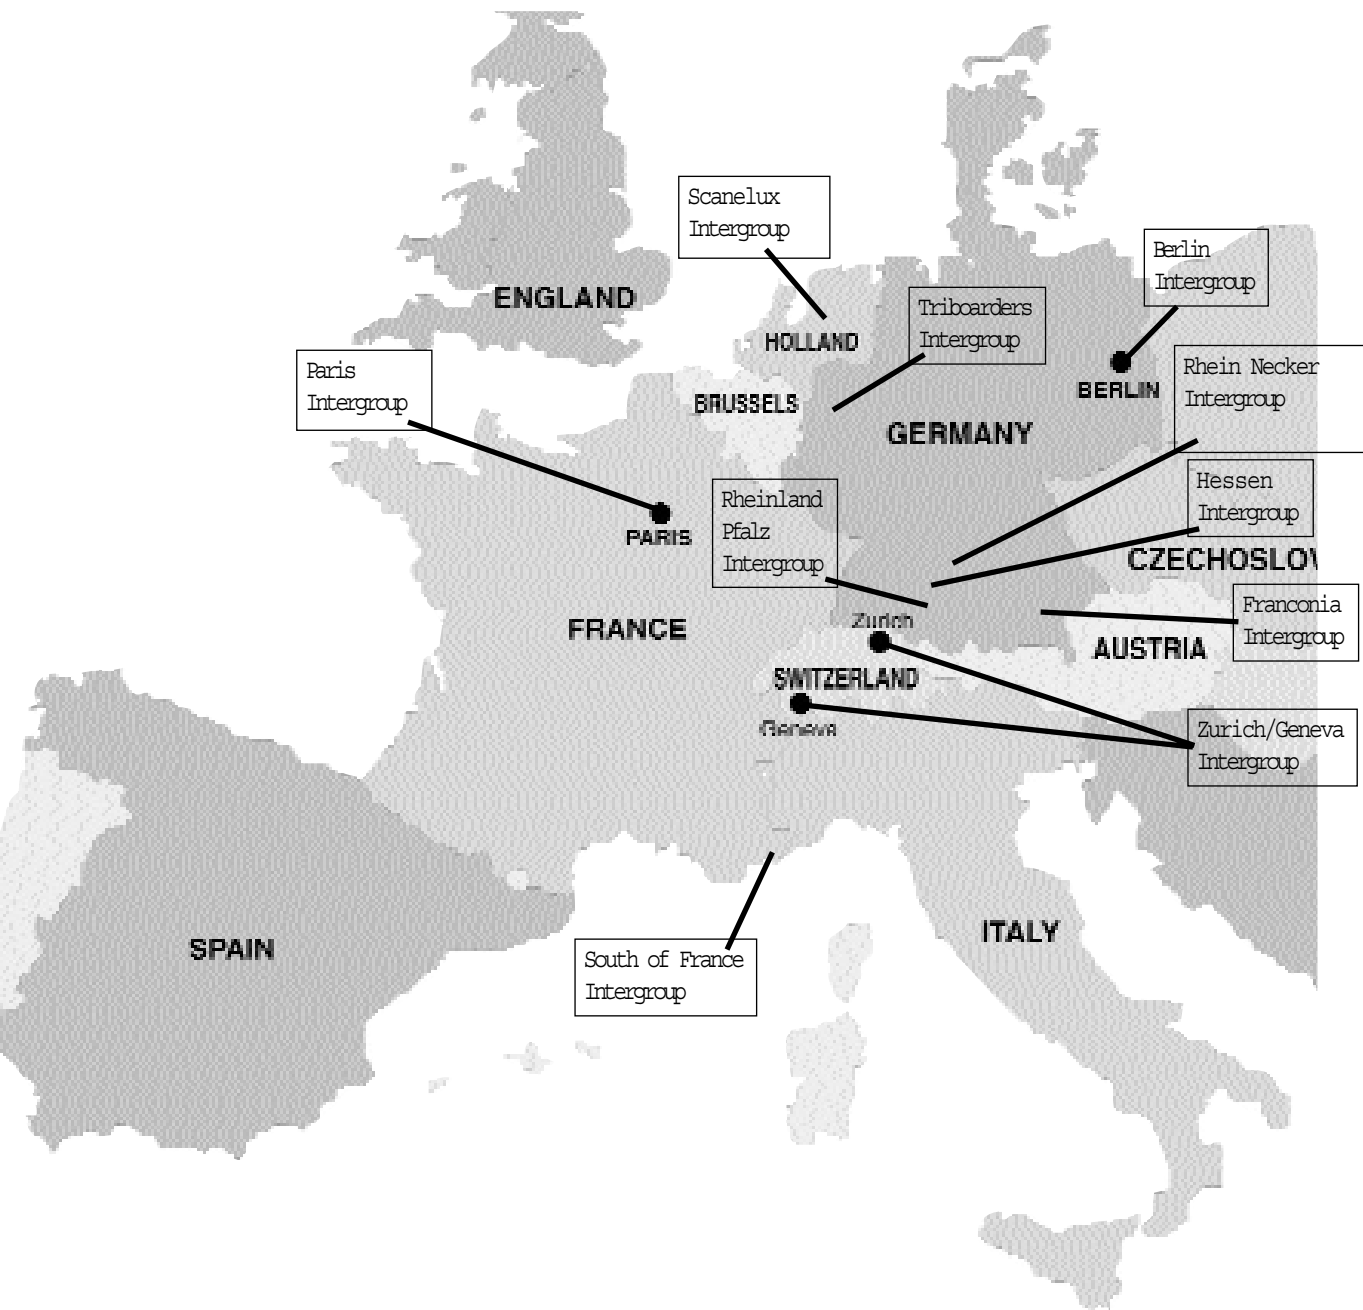 Scanelux
Intergroup
Berlin
Intergroup
ENGLAND
Triboarders
Intergroup
HOLLAND
Paris
Intergroup
Rhein Necker
Intergroup
BERLIN
BRUSSELS
GERMANY
Hessen
Intergroup
Rheinland
Pfalz
Intergroup
PARIS
CZECHOSLOV
Franconia
Intergroup
FRANCE
Zurich
AUSTRIA
SWITZERLAND
Geneva
Zurich/Geneva
Intergroup
SPAIN
ITALY
South of France
Intergroup